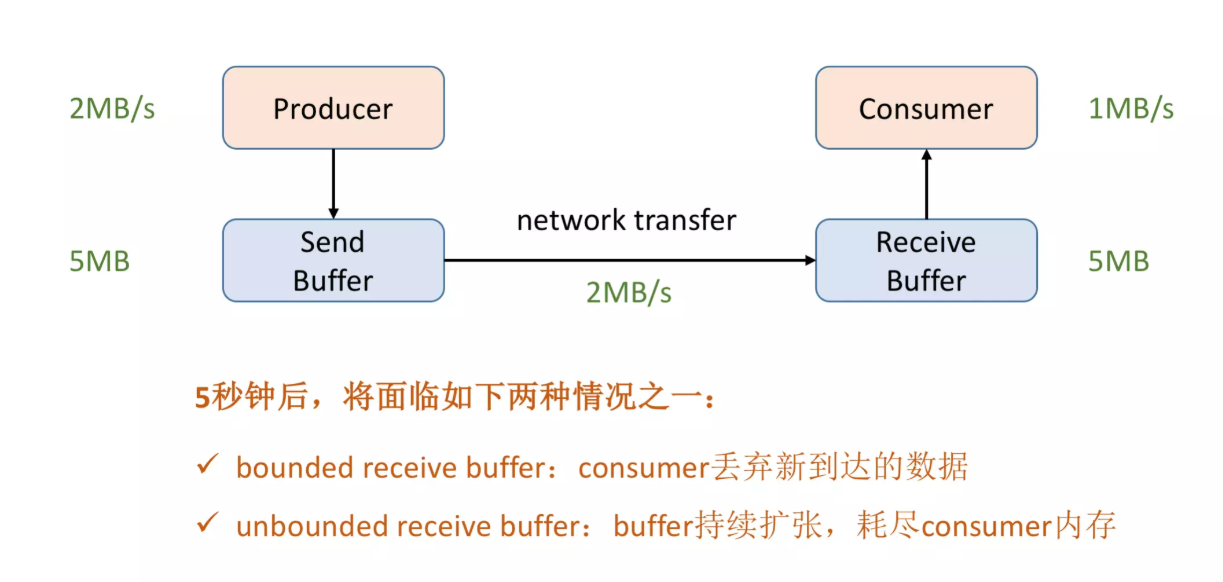 2MB/s
Producer
Consumer
1MB/s
network transfer
5MB
Send
Buffer
2MB/s
Receive
Buffer
5MB
5秒钟后，将面临如下两种情况之一：
✓ bounded receive buffer：consumer丢弃新到达的数据
✓ unbounded receive buffer：buffer持续扩张，耗尽consumer内存